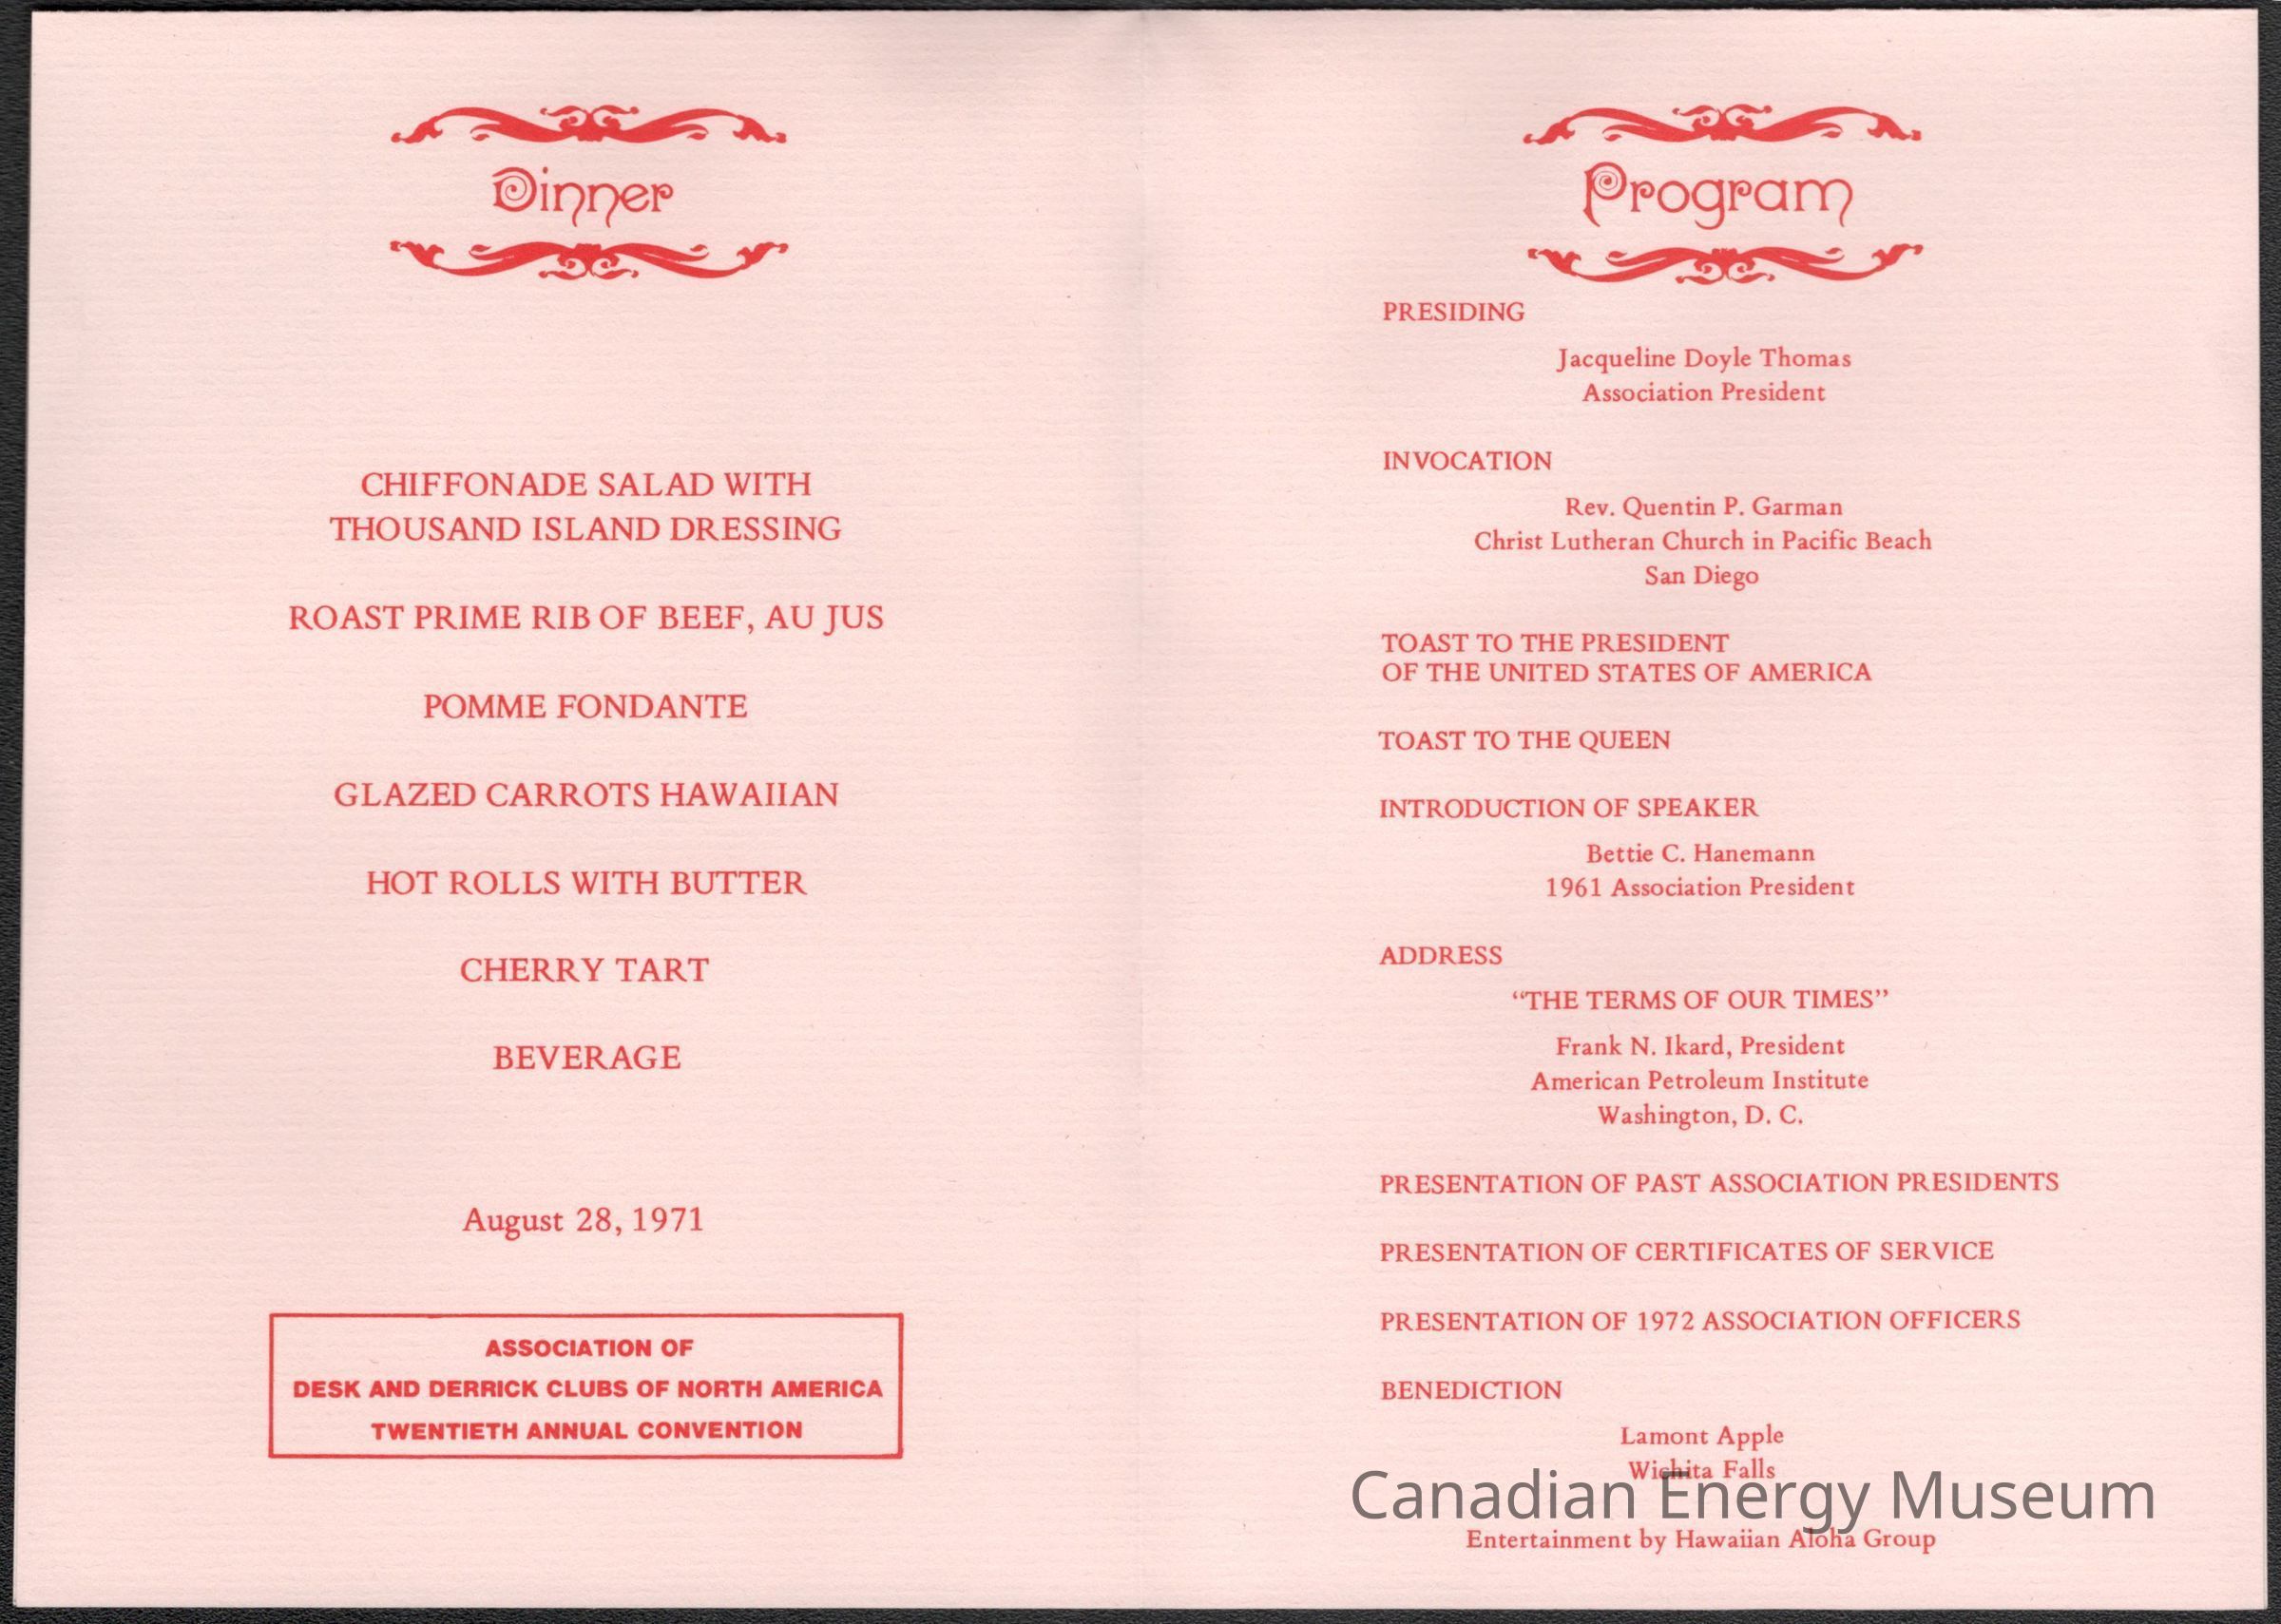 Dinner
CHIFFONADE SALAD WITH
THOUSAND ISLAND DRESSING
ROAST PRIME RIB OF BEEF, AU JUS
POMME FONDANTE
GLAZED CARROTS HAWAIIAN
HOT ROLLS WITH BUTTER
CHERRY TART
BEVERAGE
August 28, 1971
ASSOCIATION OF
DESK AND DERRICK CLUBS OF NORTH AMERICA
TWENTIETH ANNUAL CONVENTION
Program
PRESIDING
Jacqueline Doyle Thomas
Association President
INVOCATION
Rev. Quentin P. Garman
Christ Lutheran Church in Pacific Beach
San Diego
TOAST TO THE PRESIDENT
OF THE UNITED STATES OF AMERICA
TOAST TO THE QUEEN
INTRODUCTION OF SPEAKER
Bettie C. Hanemann
1961 Association President
ADDRESS
“THE TERMS OF OUR TIMES”
Frank N. Ikard, President
American Petroleum Institute
Washington, D. C.
PRESENTATION OF PAST ASSOCIATION PRESIDENTS
PRESENTATION OF CERTIFICATES OF SERVICE
PRESENTATION OF 1972 ASSOCIATION OFFICERS
BENEDICTION
Lamont Apple
Wichita Falls
Canadian Energy Museum
Entertainment by Hawaiian Aloha Group